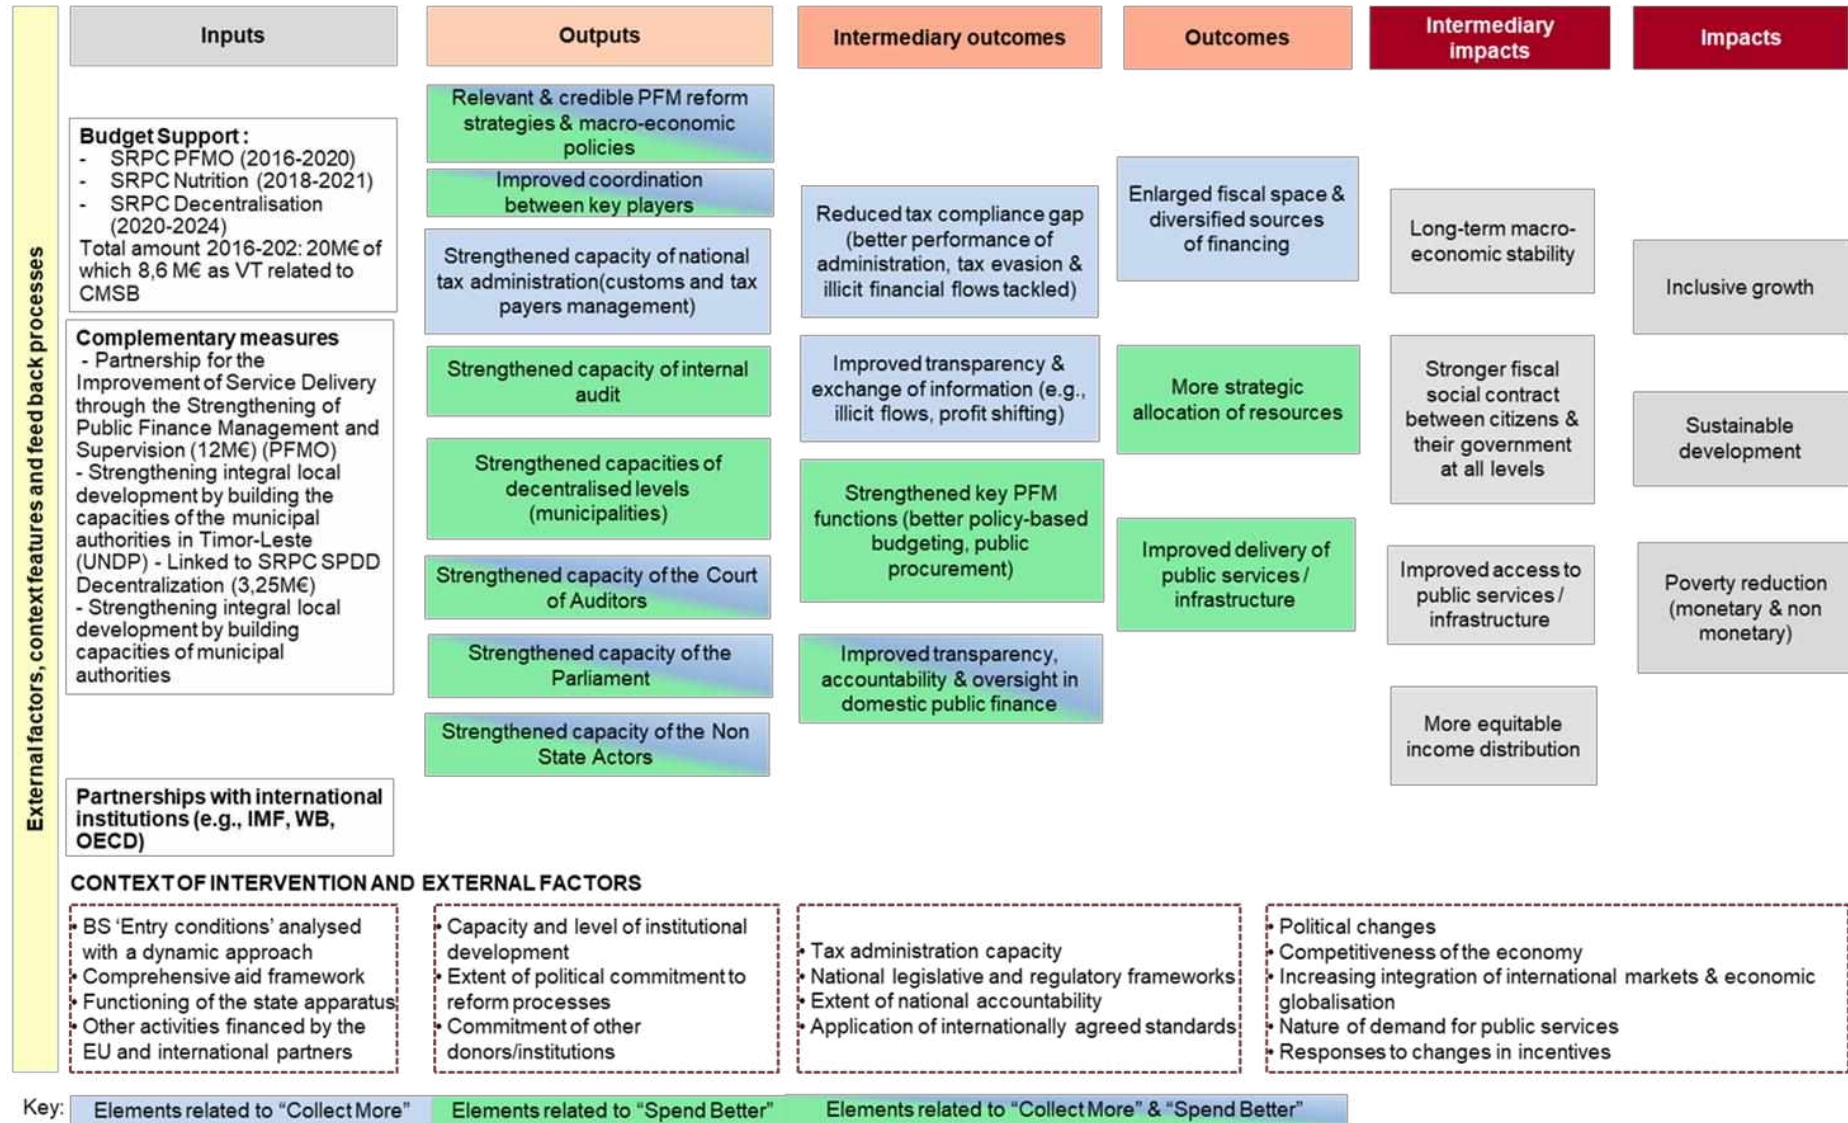 External factors, context features and feed back processes
Inputs
Budget Support :
- SRPC PFMO (2016-2020)
- SRPC Nutrition (2018-2021)
- SRPC Decentralisation
(2020-2024)
Total amount 2016-202: 20M€ of
which 8,6 M€ as VT related to
CMSB
Complementary measures
- Partnership for the
Improvement of Service Delivery
through the Strengthening of
Public Finance Management and
Supervision (12M€) (PFMO)
- Strengthening integral local
development by building the
capacities of the municipal
authorities in Timor-Leste
(UNDP) - Linked to SRPC SPDD
Decentralization (3,25M€)
- Strengthening integral local
development by building
capacities of municipal
authorities
Partnerships with international
institutions (e.g., IMF, WB,
OECD)
Outputs
Relevant & credible PFM reform
strategies & macro-economic
policies
Improved coordination
between key players
Strengthened capacity of national
tax administration(customs and tax
payers management)
Strengthened capacity of internal
audit
Strengthened capacities of
decentralised levels
(municipalities)
Strengthened capacity of the Court
of Auditors
Strengthened capacity of the
Parliament
Strengthened capacity of the Non
State Actors
Intermediary outcomes
Reduced tax compliance gap
(better performance of
administration, tax evasion &
illicit financial flows tackled)
Improved transparency &
exchange of information (e.g.,
illicit flows, profit shifting)
Strengthened key PFM
functions (better policy-based
budgeting, public
procurement)
Improved transparency,
accountability & oversight in
domestic public finance
Outcomes
Enlarged fiscal space &
diversified sources
of financing
More strategic
allocation of resources
Improved delivery of
public services /
infrastructure
Intermediary
impacts
Long-term macro-
economic stability
Stronger fiscal
social contract
between citizens &
their government
at all levels
Improved access to
public services /
infrastructure
More equitable
income distribution
Impacts
Inclusive growth
Sustainable
development
Poverty reduction
(monetary & non
monetary)
CONTEXT OF INTERVENTION AND EXTERNAL FACTORS
• BS ‘Entry conditions’ analysed
with a dynamic approach
• Comprehensive aid framework
• Functioning of the state apparatus
• Other activities financed by the
EU and international partners
• Capacity and level of institutional
development
• Extent of political commitment to
reform processes
• Commitment of other
donors/institutions
• Tax administration capacity
• National legislative and regulatory frameworks
• Extent of national accountability
• Application of internationally agreed standards
• Political changes
• Competitiveness of the economy
• Increasing integration of international markets & economic
globalisation
• Nature of demand for public services
• Responses to changes in incentives
Key:
Elements related to “Collect More”
Elements related to “Spend Better”
Elements related to “Collect More” & “Spend Better”